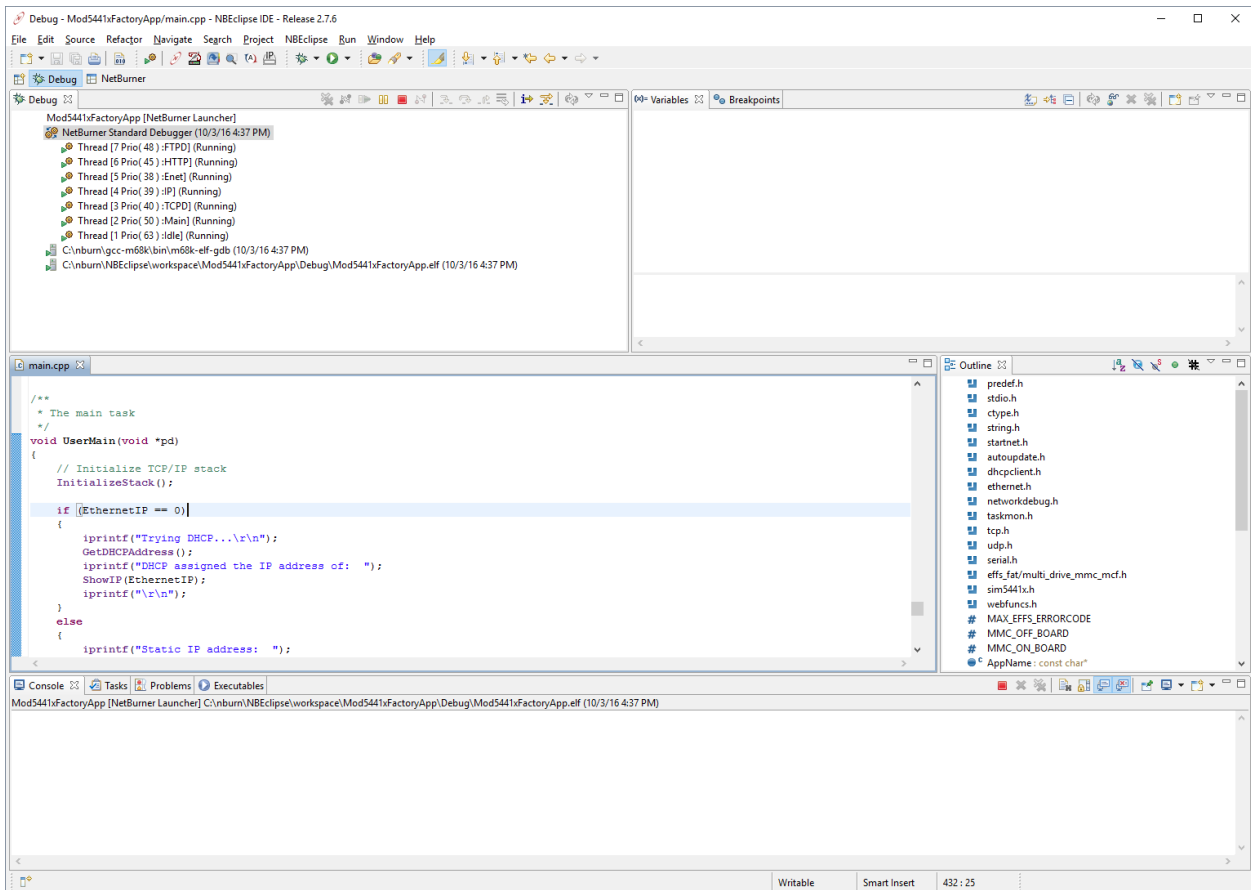 Debug - Mod5441xFactoryApp/main.cpp - NBEclipse IDE - Release 2.7.6
File Edit Source Refactor Navigate Search Project NBEclipse Run Window Help
Debug NetBurner
Debug
Mod5441xFactoryApp [NetBurner Launcher]
NetBurner Standard Debugger (10/3/16 4:37 PM)
Thread [7 Prio( 48 ) :FTPD] (Running)
Thread [6 Prio( 45 ) :HTTP] (Running)
Thread [5 Prio( 38 ) :Enet] (Running)
Thread [4 Prio( 39 ) :IP] (Running)
Thread [3 Prio( 40 ) :TCPD] (Running)
Thread [2 Prio( 50 ) :Main] (Running)
Thread [1 Prio( 63 ) :Idle] (Running)
C:\nburn\gcc-m68k\bin\m68k-elf-gdb (10/3/16 4:37 PM)
C:\nburn\NBEclipse\workspace\Mod5441xFactoryApp\Debug\Mod5441xFactoryApp.elf (10/3/16 4:37 PM)
(x)= Variables Breakpoints
main.cpp
/**
* The main task
*/
void UserMain(void *pd)
{
// Initialize TCP/IP stack
InitializeStack();
if (EthernetIP == 0)
{
iprintf("Trying DHCP...\r\n");
GetDHCPAddress();
iprintf("DHCP assigned the IP address of:  ");
ShowIP(EthernetIP);
iprintf("\r\n");
}
else
{
iprintf("Static IP address:  ");
Outline
predef.h
stdio.h
ctype.h
string.h
startnet.h
autoupdate.h
dhcpclient.h
ethernet.h
networkdebug.h
taskmon.h
tcp.h
udp.h
serial.h
effs_fat/multi_drive_mmc_mcf.h
sim5441x.h
webfuncs.h
# MAX_EFFS_ERRORCODE
# MMC_OFF_BOARD
# MMC_ON_BOARD
C AppName : const char*
Console Tasks Problems Executables
Mod5441xFactoryApp [NetBurner Launcher] C:\nburn\NBEclipse\workspace\Mod5441xFactoryApp\Debug\Mod5441xFactoryApp.elf (10/3/16 4:37 PM)
Writable Smart Insert 432 : 25